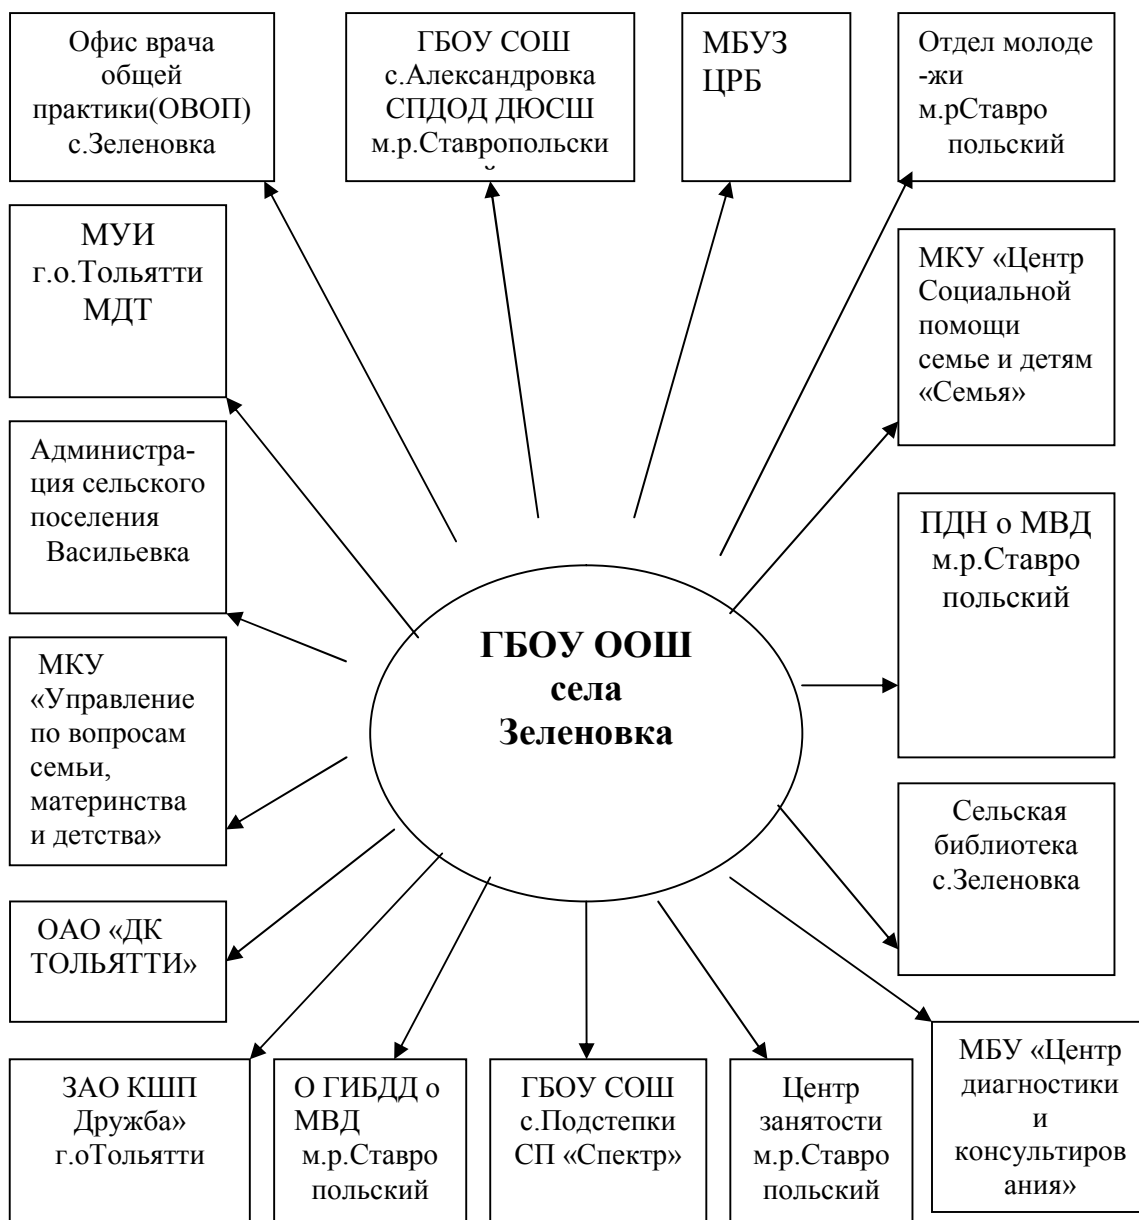 Офис врача
общей
практики(ОВОП)
с.Зеленовка
ГБОУ СОШ
с.Александровка
СПДОД ДЮСШ
м.р.Ставропольски
й
МБУЗ
ЦРБ
Отдел молоде
-жи
м.рСтавро
польский
МУИ
г.о.Тольятти
МДТ
МКУ «Центр
Социальной
помощи
семье и детям
«Семья»
Администра-
ция сельского
поселения
Васильевка
ПДН о МВД
м.р.Ставро
польский
ГБОУ ООШ
села
Зеленовка
МКУ
«Управление
по вопросам
семьи,
материнства
и детства»
Сельская
библиотека
с.Зеленовка
ОАО «ДК
ТОЛЬЯТТИ»
ЗАО КШП
Дружба»
г.оТольятти
О ГИБДД о
МВД
м.р.Ставро
польский
ГБОУ СОШ
с.Подстепки
СП «Спектр»
Центр
занятости
м.р.Ставро
польский
МБУ «Центр
диагностики
и
консультиров
ания»